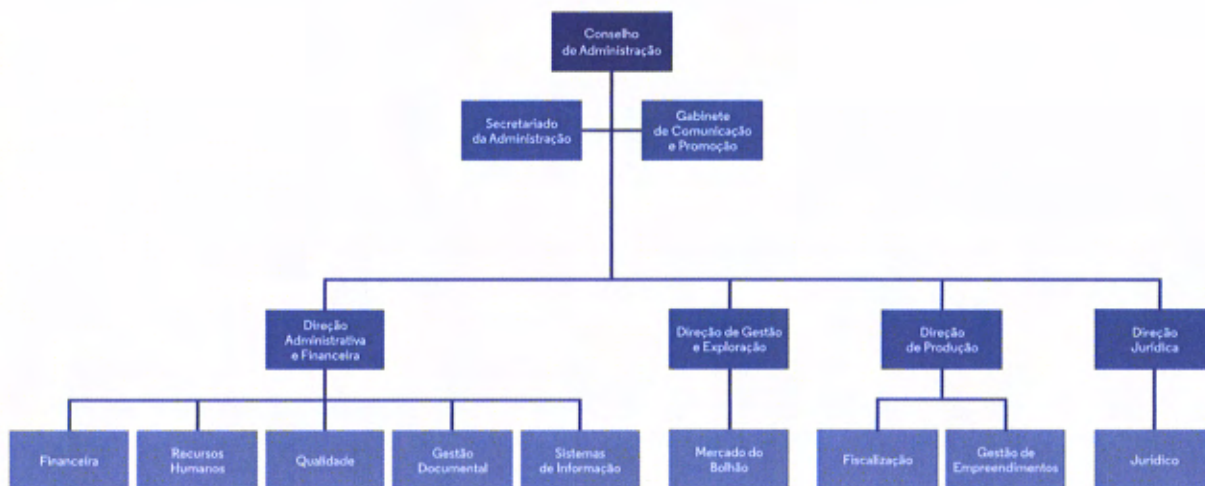 Conselho
de Administração
Secretariado
da Administração
Gabinete
de Comunicação
e Promoção
Direção
Administrativa
e Financeira
Direção de Gestão
e Exploração
Direção
de Produção
Direção
Jurídica
Financeira
Recursos
Humanos
Qualidade
Gestão
Documental
Sistemas
de Informação
Mercado do
Bolhão
Fiscalização
Gestão de
Empreendimentos
Jurídico